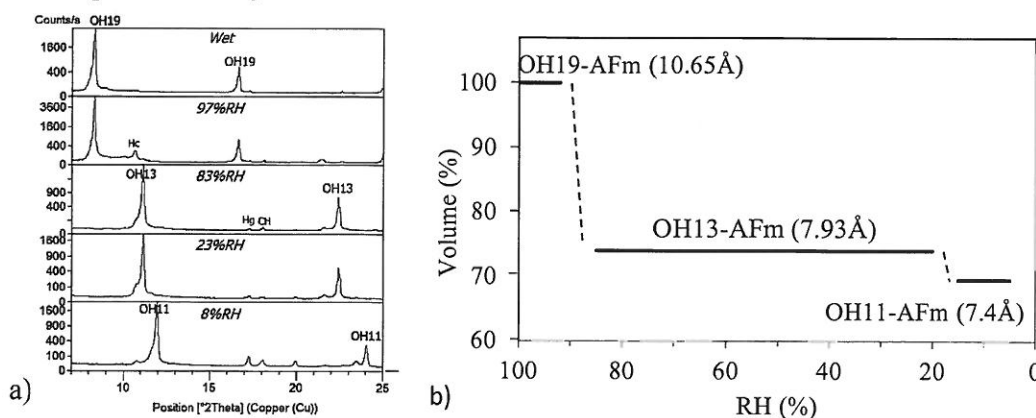 Counts/s
OH19
Wet
1600
OH19
400
0
97%RH
3600
1600
Hc
400
0
OH13
83%RH
OH13
900
400
Hg CH
100
0
1600
23%RH
900
400
100
0
OH11
8%RH
1600
OH11
900
400
100
0
10
15
20
25
Position [°2Theta] (Copper (Cu))
a)
OH19-AFm (10.65Å)
100
90
80
OH13-AFm (7.93Å)
70
OH11-AFm (7.4Å)
60
100
80
60
40
20
0
Volume (%)
RH (%)
b)